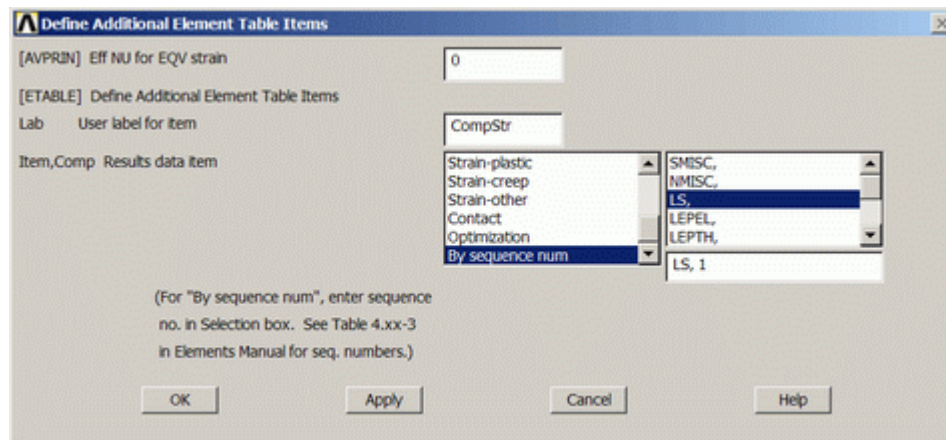 Define Additional Element Table Items
[AVPRIN] Eff NU for EQV strain 0
[ETABLE] Define Additional Element Table Items
Lab User label for item CompStr
Item,Comp Results data item
Strain-plastic
Strain-creep
Strain-other
Contact
Optimization
By sequence num
SMISC,
NMISC,
LS,
LEPEL,
LEPTH,
LS, 1
(For "By sequence num", enter sequence
no. in Selection box. See Table 4.xx-3
in Elements Manual for seq. numbers.)
OK Apply Cancel Help